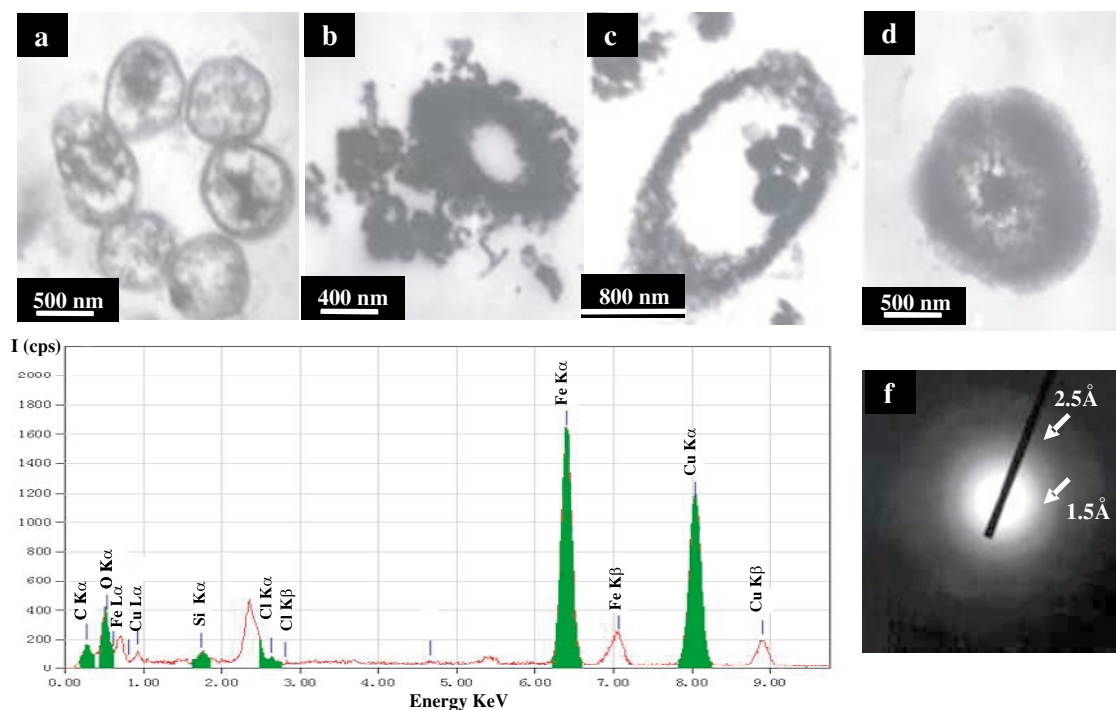 a
b
c
d
500 nm
400 nm
800 nm
500 nm
I (cps)
2000
1800
1600
1400
1200
1000
800
600
400
200
0
C Kα
O Kα
Fe Lα
Cu Lα
Si Kα
Cl Kα
Cl Kβ
Fe Kα
Fe Kβ
Cu Kα
Cu Kβ
0.00 1.00 2.00 3.00 4.00 5.00 6.00 7.00 8.00 9.00
Energy KeV
f
2.5Å
1.5Å